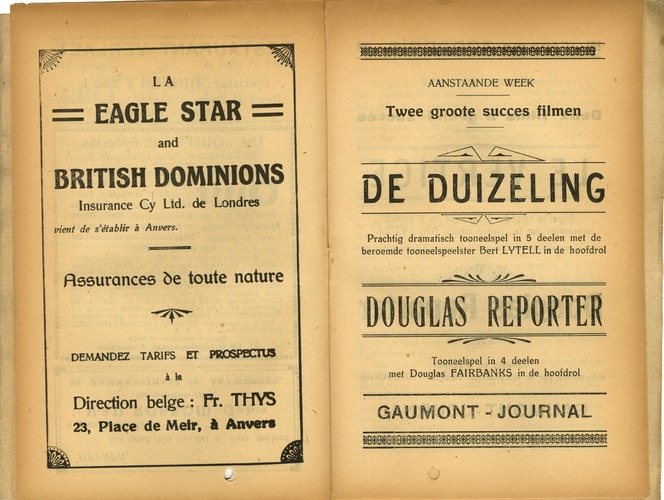 LA
EAGLE STAR
and
BRITISH DOMINIONS
Insurance Cy Ltd. de Londres
vient de s'établir à Anvers.
Assurances de toute nature
DEMANDEZ TARIFS ET PROSPECTUS
à la
Direction belge : Fr. THYS
23, Place de Meir, à Anvers
AANSTAANDE WEEK
Twee groote succes filmen
DE DUIZELING
Prachtig dramatisch tooneelspel in 5 deelen met de
beroemde tooneelspeelster Bert LYTELL in de hoofdrol
DOUGLAS REPORTER
Tooneelspel in 4 deelen
met Douglas FAIRBANKS in de hoofdrol
GAUMONT - JOURNAL